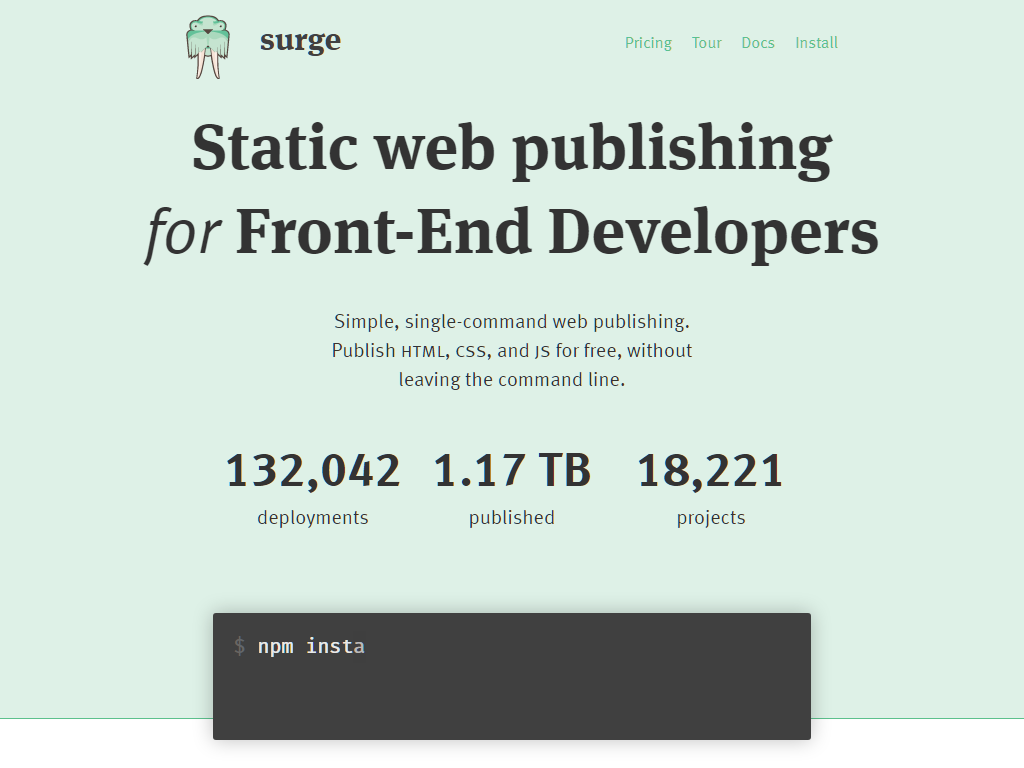 surge
Pricing Tour Docs Install
Static web publishing
for Front-End Developers
Simple, single-command web publishing.
Publish HTML, CSS, and JS for free, without
leaving the command line.
132,042 1.17 TB 18,221
deployments published projects
$ npm insta